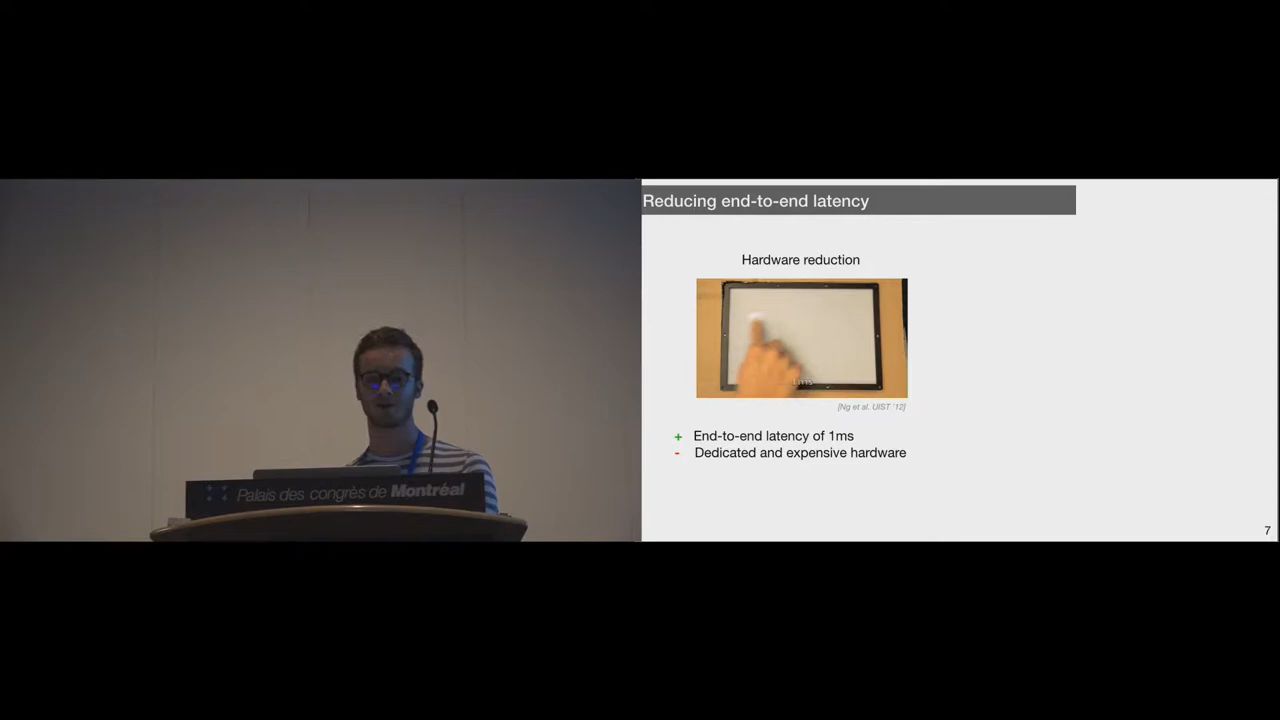 Reducing end-to-end latency
Hardware reduction
1ms
[Ng et al. UIST '12]
+ End-to-end latency of 1ms
- Dedicated and expensive hardware
7
Palais des congrès de Montréal